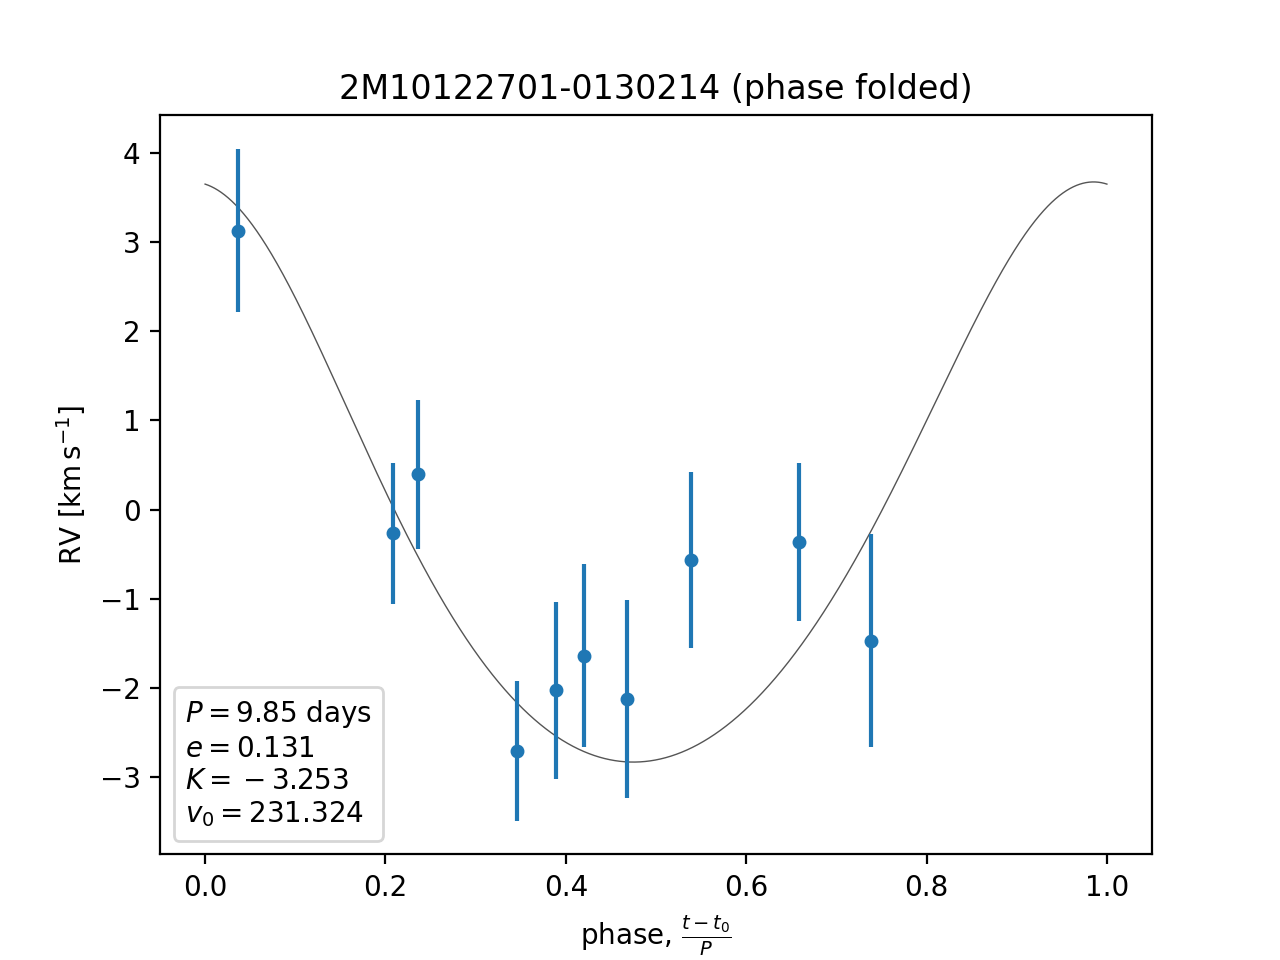 2M10122701-0130214 (phase folded)
4
3
2
1
0
−1
−2
−3
RV [km s⁻¹]
P = 9.85 days
e = 0.131
K = −3.253
v₀ = 231.324
0.0 0.2 0.4 0.6 0.8 1.0
phase, (t − t₀)/P